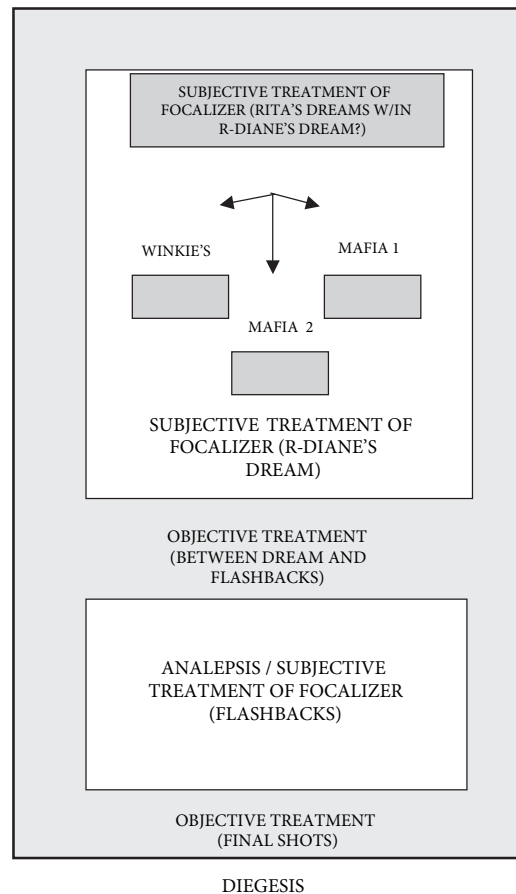 SUBJECTIVE TREATMENT OF
FOCALIZER (RITA'S DREAMS W/IN
R-DIANE'S DREAM?)
WINKIE'S
MAFIA 1
MAFIA 2
SUBJECTIVE TREATMENT OF
FOCALIZER (R-DIANE'S
DREAM)
OBJECTIVE TREATMENT
(BETWEEN DREAM AND
FLASHBACKS)
ANALEPSIS / SUBJECTIVE
TREATMENT OF FOCALIZER
(FLASHBACKS)
OBJECTIVE TREATMENT
(FINAL SHOTS)
DIEGESIS